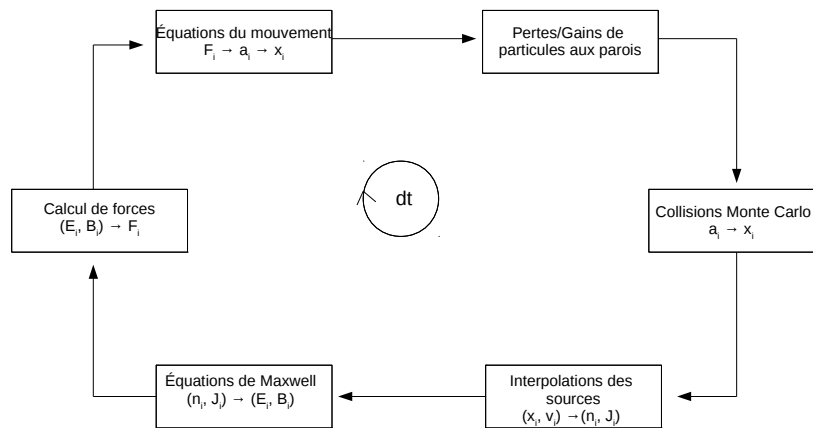 Équations du mouvement
Fᵢ → aᵢ → xᵢ
Pertes/Gains de
particules aux parois
dt
Calcul de forces
(Eᵢ, Bᵢ) → Fᵢ
Collisions Monte Carlo
aᵢ → xᵢ
Équations de Maxwell
(nᵢ, Jᵢ) → (Eᵢ, Bᵢ)
Interpolations des
sources
(xᵢ, vᵢ) →(nᵢ, Jᵢ)